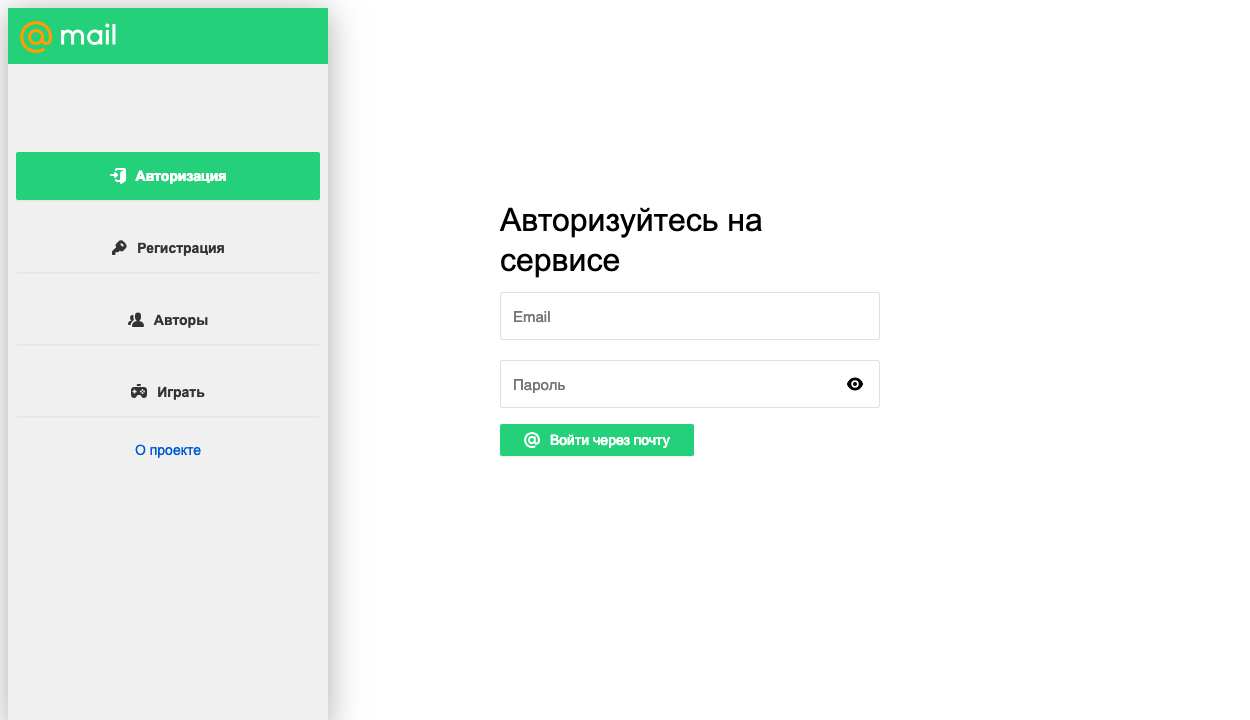 @ mail
Авторизация
Регистрация
Авторы
Играть
О проекте
Авторизуйтесь на
сервисе
Email
Пароль
@ Войти через почту